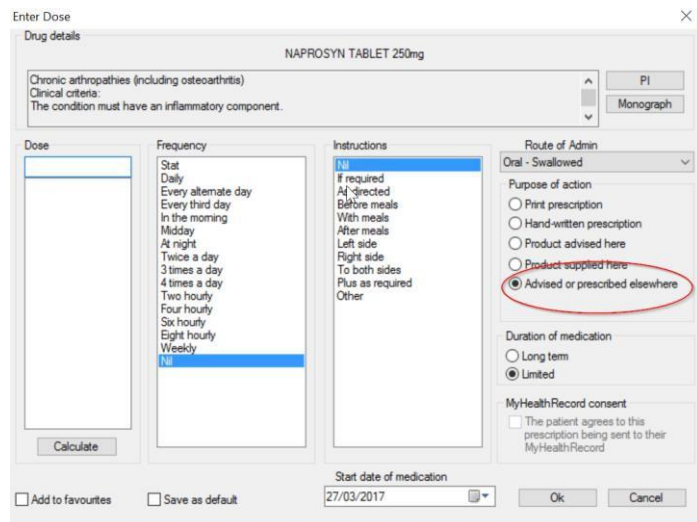 Enter Dose
Drug details
NAPROSYN TABLET 250mg
Chronic arthropathies (including osteoarthritis)
Clinical criteria:
The condition must have an inflammatory component.
PI
Monograph
Dose
Calculate
Frequency
Stat
Daily
Every alternate day
Every third day
In the morning
Midday
At night
Twice a day
3 times a day
4 times a day
Two hourly
Four hourly
Six hourly
Eight hourly
Weekly
Nil
Instructions
Nil
If required
As directed
Before meals
With meals
After meals
Left side
Right side
To both sides
Plus as required
Other
Route of Admin
Oral - Swallowed
Purpose of action
Print prescription
Hand-written prescription
Product advised here
Product supplied here
Advised or prescribed elsewhere
Duration of medication
Long term
Limited
MyHealthRecord consent
The patient agrees to this
prescription being sent to their
MyHealthRecord
Add to favourites
Save as default
Start date of medication
27/03/2017
Ok
Cancel